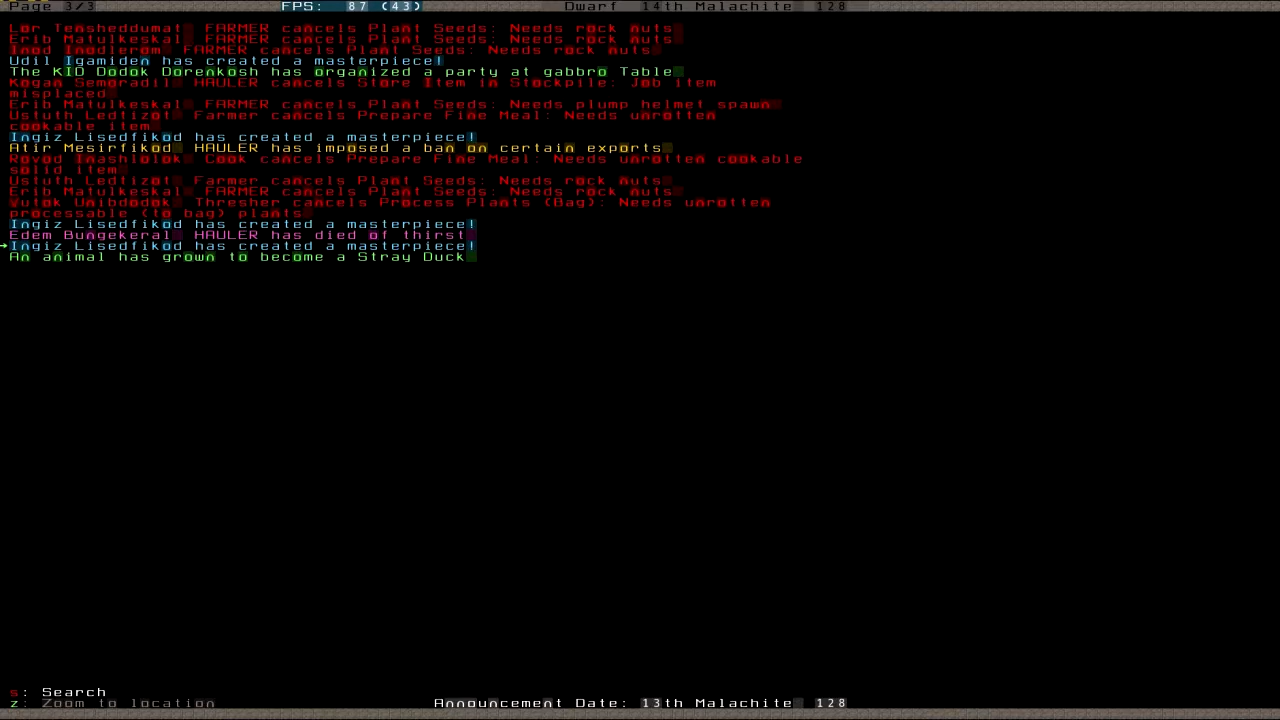 Page 3/3 FPS: 87 (43) Dwarf 14th Malachite 128
Lor Tensheddumat FARMER cancels Plant Seeds: Needs rock nuts
Erib Matulkeskal FARMER cancels Plant Seeds: Needs rock nuts
Inod Inodlerom FARMER cancels Plant Seeds: Needs rock nuts
Udil Igamiden has created a masterpiece!
The KID Dodok Dorenkosh has organized a party at gabbro Table
Kogan Semoradil HAULER cancels Store Item in Stockpile: Job item
misplaced
Erib Matulkeskal FARMER cancels Plant Seeds: Needs plump helmet spawn
Ustuth Ledtizot Farmer cancels Prepare Fine Meal: Needs unrotten
cookable item
Ingiz Lisedfikod has created a masterpiece!
Atir Mesirfikod HAULER has imposed a ban on certain exports
Rovod Inashlolok Cook cancels Prepare Fine Meal: Needs unrotten cookable
solid item
Ustuth Ledtizot Farmer cancels Plant Seeds: Needs rock nuts
Erib Matulkeskal FARMER cancels Plant Seeds: Needs rock nuts
Vutok Unibdodok Thresher cancels Process Plants (Bag): Needs unrotten
processable (to bag) plants
Ingiz Lisedfikod has created a masterpiece!
Edem Bungekeral HAULER has died of thirst
Ingiz Lisedfikod has created a masterpiece!
An animal has grown to become a Stray Duck
s: Search
z: Zoom to location Announcement Date: 13th Malachite 128